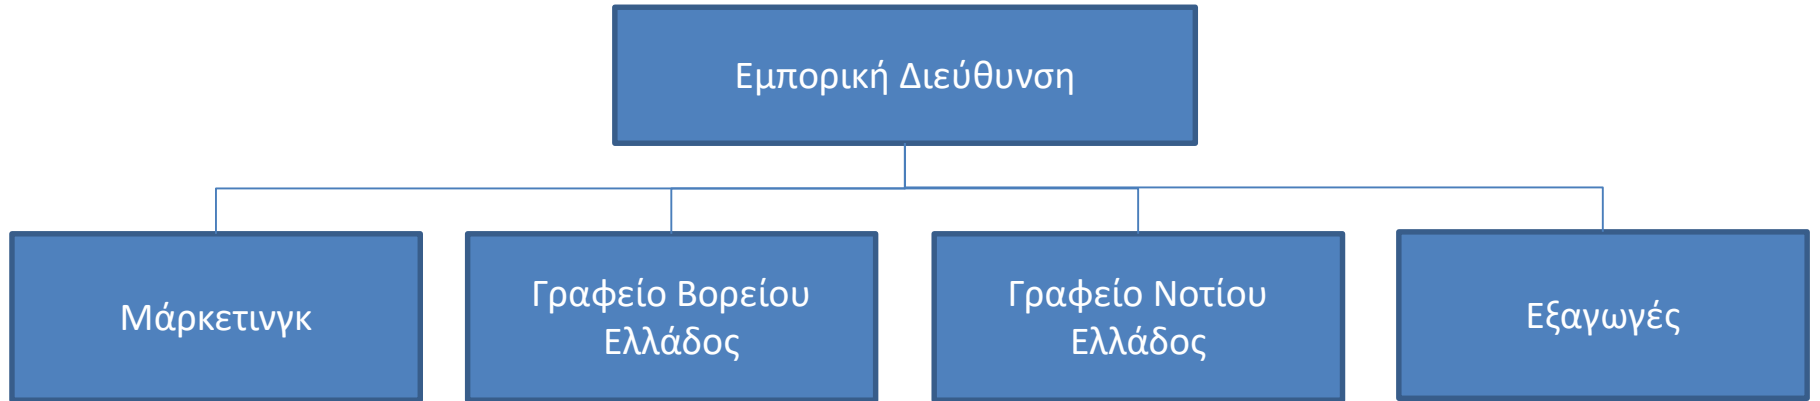 Εμπορική Διεύθυνση
Μάρκετινγκ
Γραφείο Βορείου
Ελλάδος
Γραφείο Νοτίου
Ελλάδος
Εξαγωγές